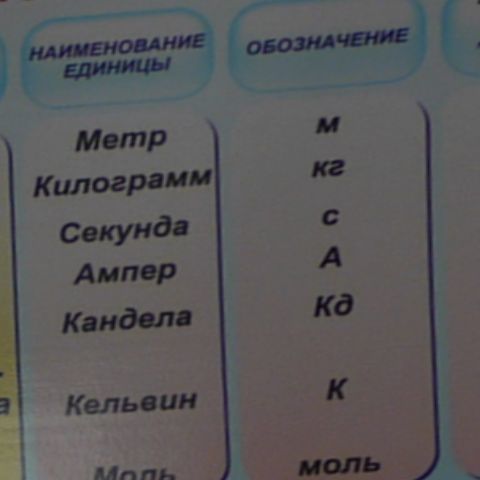 НАИМЕНОВАНИЕ ЕДИНИЦЫ
ОБОЗНАЧЕНИЕ
Метр м
Килограмм кг
Секунда с
Ампер А
Кандела Кд
а
Кельвин К
Моль моль